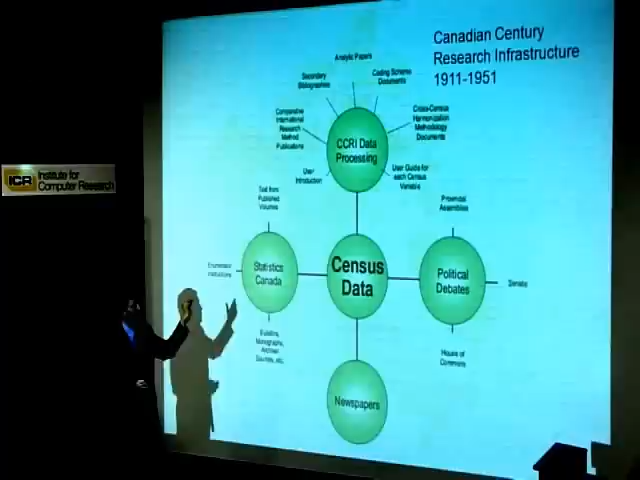 Canadian Century
Research Infrastructure
1911-1951
Analytic Papers
Secondary
Bibliographies
Coding Scheme
Documents
Comparative
International
Research
Method
Publications
Cross-Census
Harmonization
Methodology
Documents
CCRI Data
Processing
User
Introduction
User Guide for
each Census
Variable
ICR Institute for
Computer Research
Text from
Published
Volumes
Provincial
Assemblies
Enumerator
Instructions
Statistics
Canada
Census
Data
Political
Debates
Senate
Bulletins,
Monographs,
Archival
Sources, etc.
House of
Commons
Newspapers